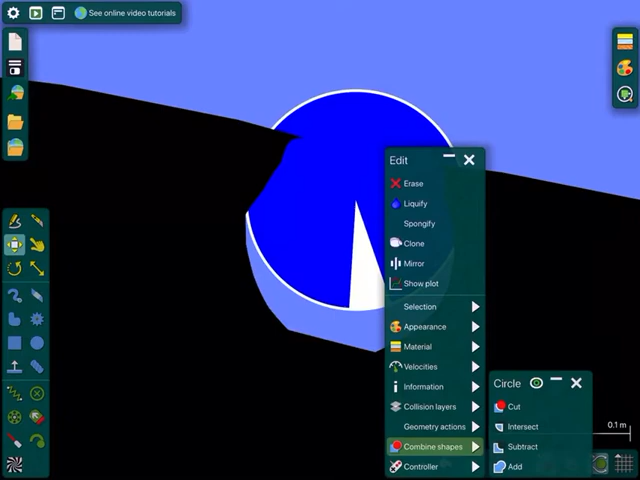 See online video tutorials
Edit
Erase
Liquify
Spongify
Clone
Mirror
Show plot
Selection
Appearance
Material
Velocities
Information
Collision layers
Geometry actions
Combine shapes
Controller
Circle
Cut
Intersect
Subtract
Add
0.1 m